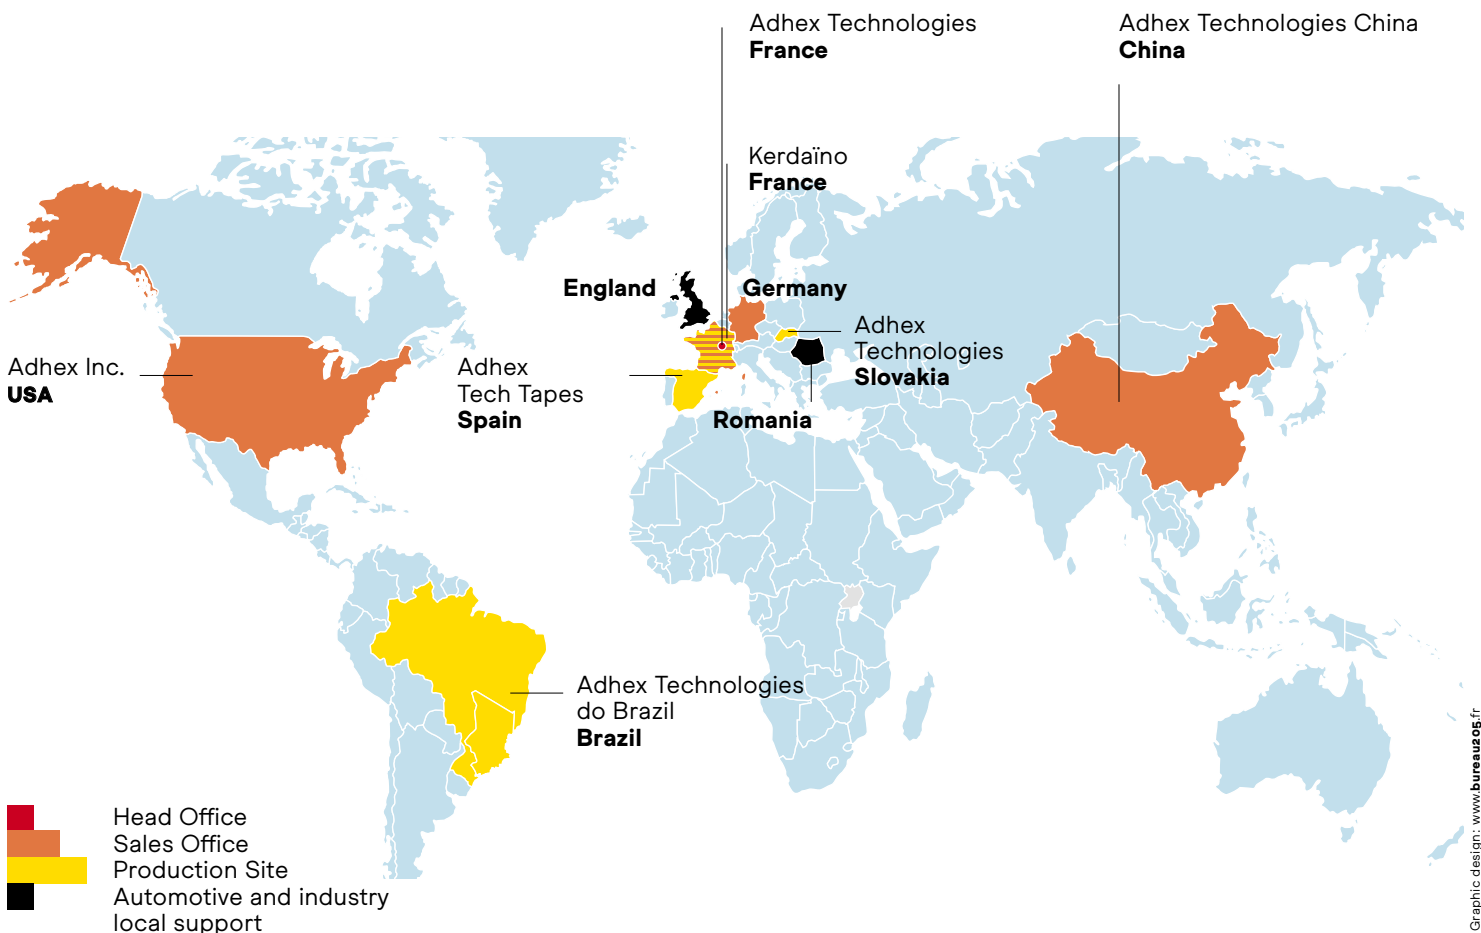 Adhex Technologies
France
Adhex Technologies China
China
Kerdaïno
France
England
Germany
Adhex
Technologies
Slovakia
Adhex Inc.
USA
Adhex
Tech Tapes
Spain
Romania
Adhex Technologies
do Brazil
Brazil
Head Office
Sales Office
Production Site
Automotive and industry
local support
Graphic design: www.bureau205.fr